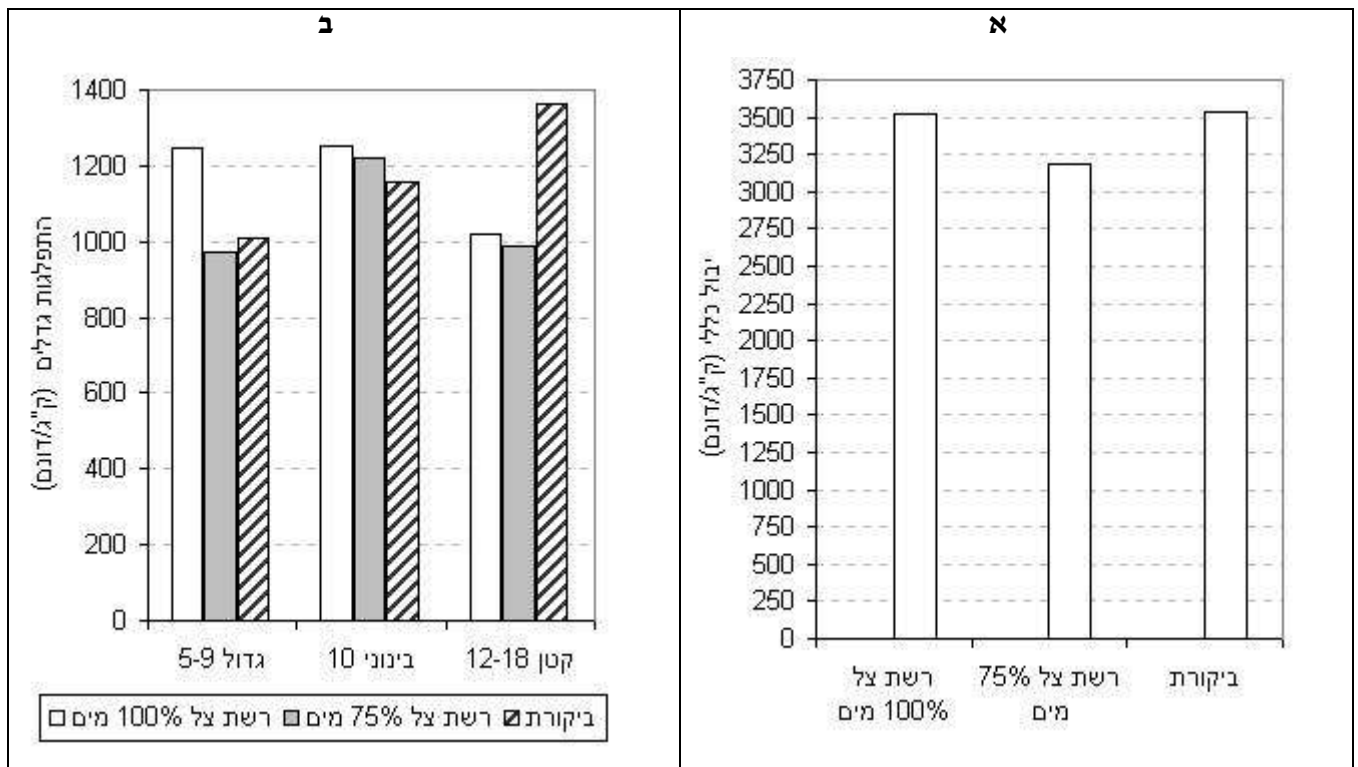 א
יבול כללי (ק"ג/דונם)
3750
3500
3250
3000
2750
2500
2250
2000
1750
1500
1250
1000
750
500
250
0
רשת צל 100% מים
רשת צל 75% מים
ביקורת
ב
התפלגות גדלים (ק"ג/דונם)
1400
1200
1000
800
600
400
200
0
גדול 5-9
בינוני 10
קטן 12-18
רשת צל 100% מים
רשת צל 75% מים
ביקורת